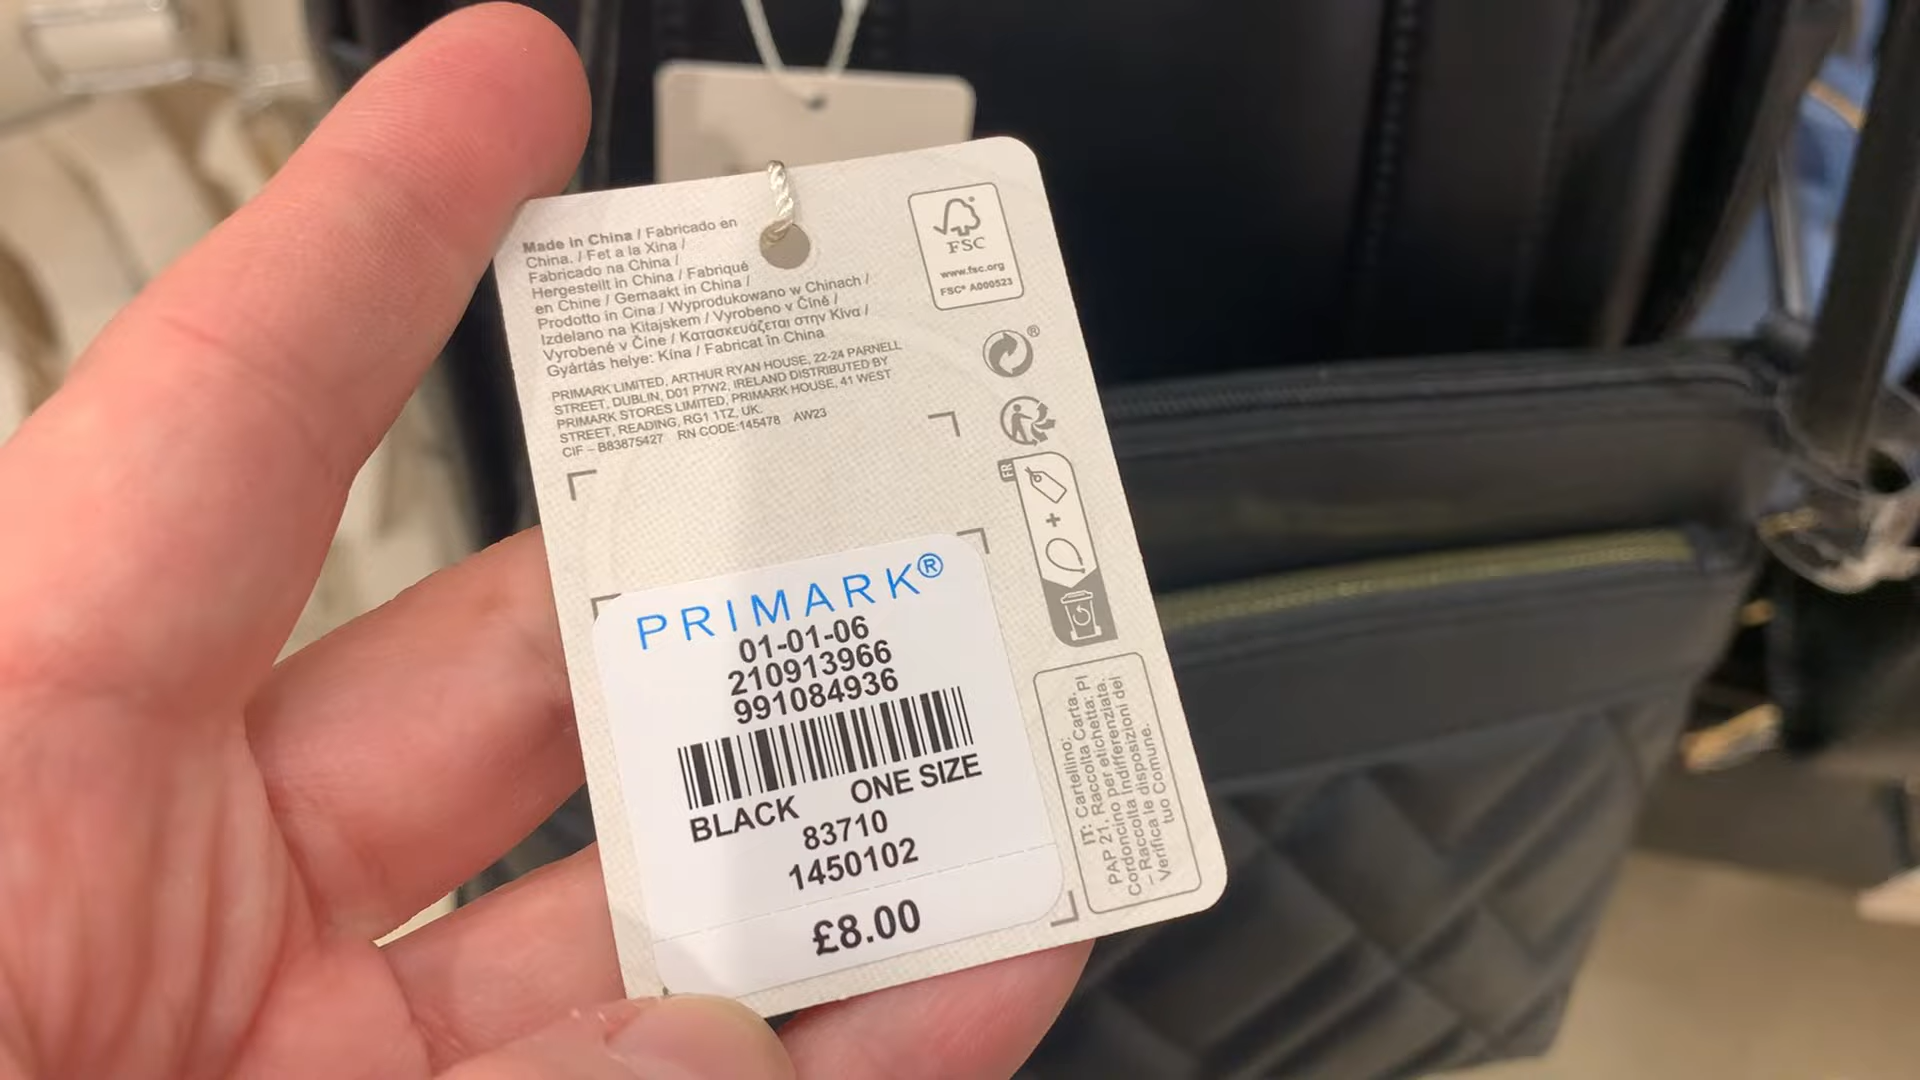 Made in China / Fabricado en
China. / Fet a la Xina /
Fabricado na China /
Hergestellt in China / Fabriqué
en Chine / Gemaakt in China /
Prodotto in Cina / Wyprodukowano w Chinach /
Izdelano na Kitajskem / Vyrobeno v Číně /
Vyrobené v Číne / Κατασκευάζεται στην Κίνα /
Gyártás helye: Kína / Fabricat în China
PRIMARK LIMITED, ARTHUR RYAN HOUSE, 22-24 PARNELL
STREET, DUBLIN, D01 P7W2, IRELAND DISTRIBUTED BY
PRIMARK STORES LIMITED, PRIMARK HOUSE, 41 WEST
STREET, READING, RG1 1TZ, UK.
CIF – B83875427 RN CODE:145478 AW23
FSC
www.fsc.org
FSC® A000523
®
FR
+
PRIMARK®
01-01-06
210913966
991084936
BLACK ONE SIZE
83710
1450102
£8.00
IT: Cartellino:
PAP 21, Raccolta Carta.
Cordoncino per etichetta: PI
– Raccolta Indifferenziata.
Verifica le disposizioni del
tuo Comune.